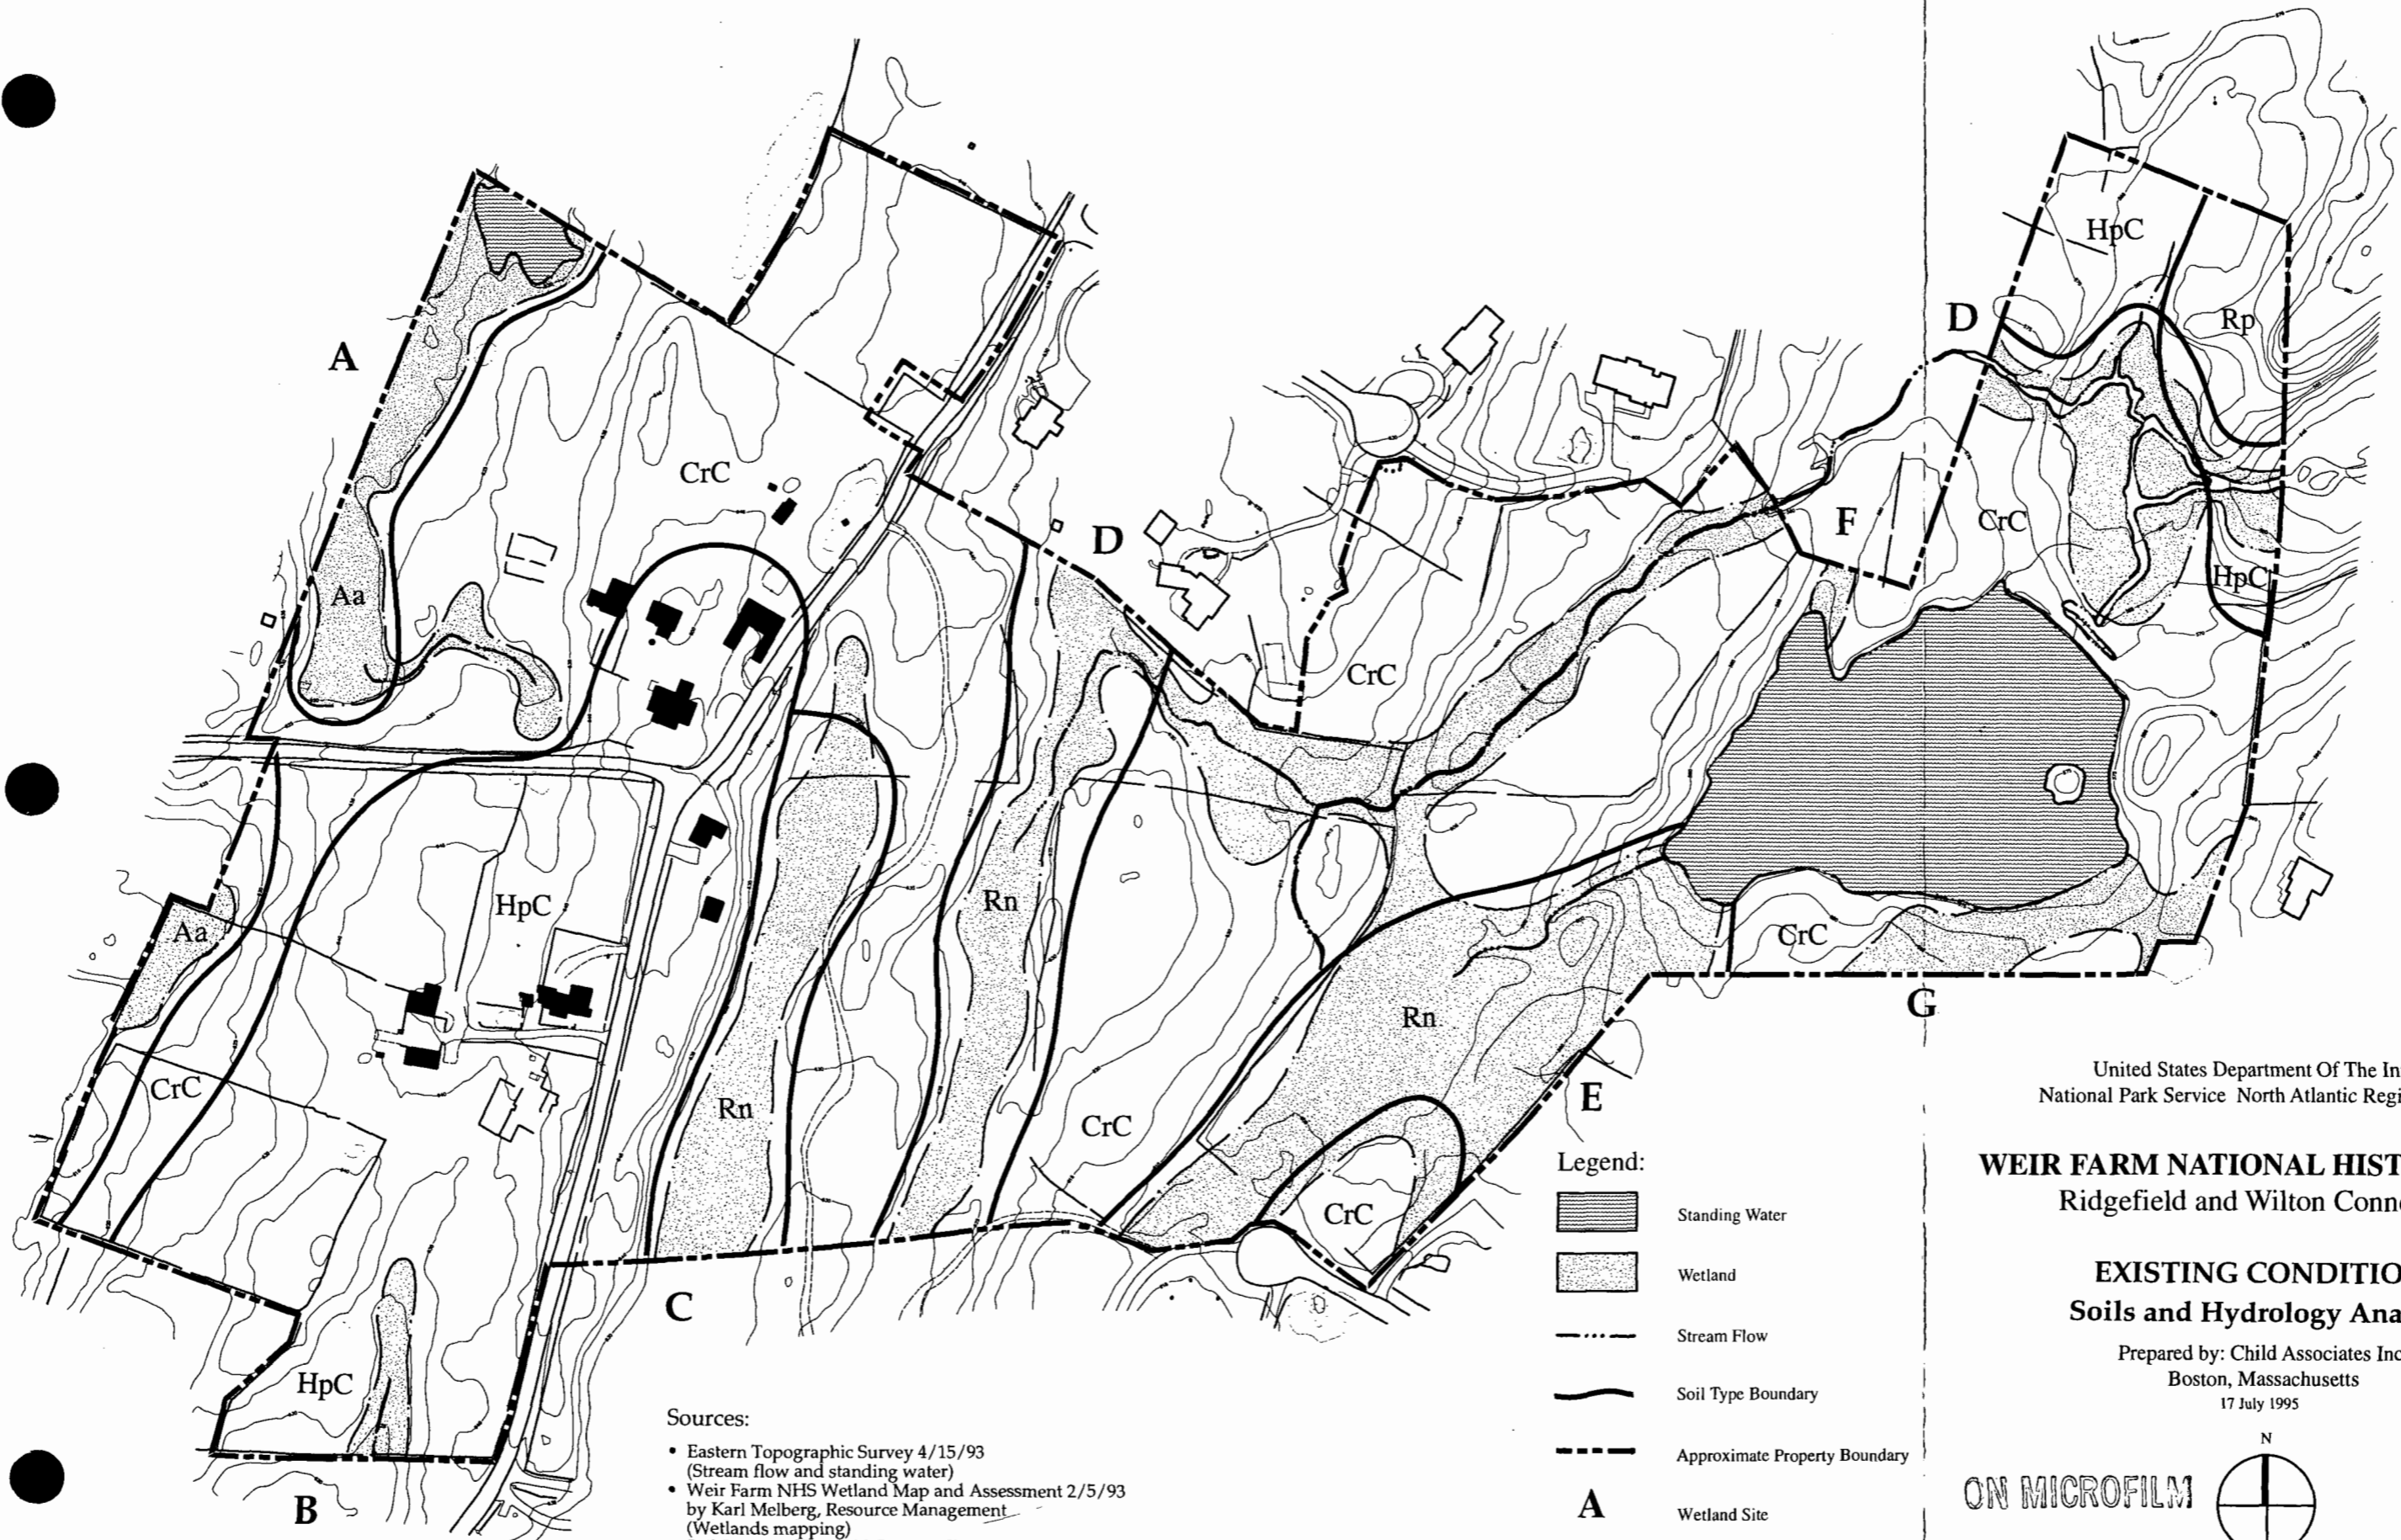 A
CrC
Aa
D
D
HpC
Rp
F
CrC
HpC
CrC
Aa
HpC
Rn
Rn
CrC
Rn
CrC
CrC
Rn
CrC
HpC
A
B
C
E
G
Sources:
• Eastern Topographic Survey 4/15/93
(Stream flow and standing water)
• Weir Farm NHS Wetland Map and Assessment 2/5/93
by Karl Melberg, Resource Management
(Wetlands mapping)
Legend:
Standing Water
Wetland
Stream Flow
Soil Type Boundary
Approximate Property Boundary
Wetland Site
United States Department Of The In
National Park Service North Atlantic Regi
WEIR FARM NATIONAL HIST
Ridgefield and Wilton Conne
EXISTING CONDITIO
Soils and Hydrology Ana
Prepared by: Child Associates Inc
Boston, Massachusetts
17 July 1995
N
ON MICROFILM